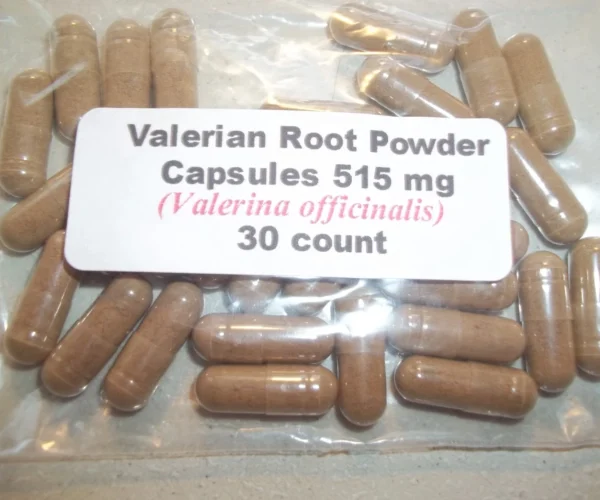 Valerian Root Powder
Capsules 515 mg
(Valerina officinalis)
30 count